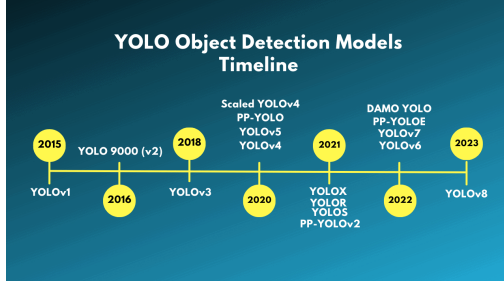 YOLO Object Detection Models
Timeline
2015
YOLOv1
YOLO 9000 (v2)
2016
2018
YOLOv3
Scaled YOLOv4
PP-YOLO
YOLOv5
YOLOv4
2020
2021
YOLOX
YOLOR
YOLOS
PP-YOLOv2
DAMO YOLO
PP-YOLOE
YOLOv7
YOLOv6
2022
2023
YOLOv8